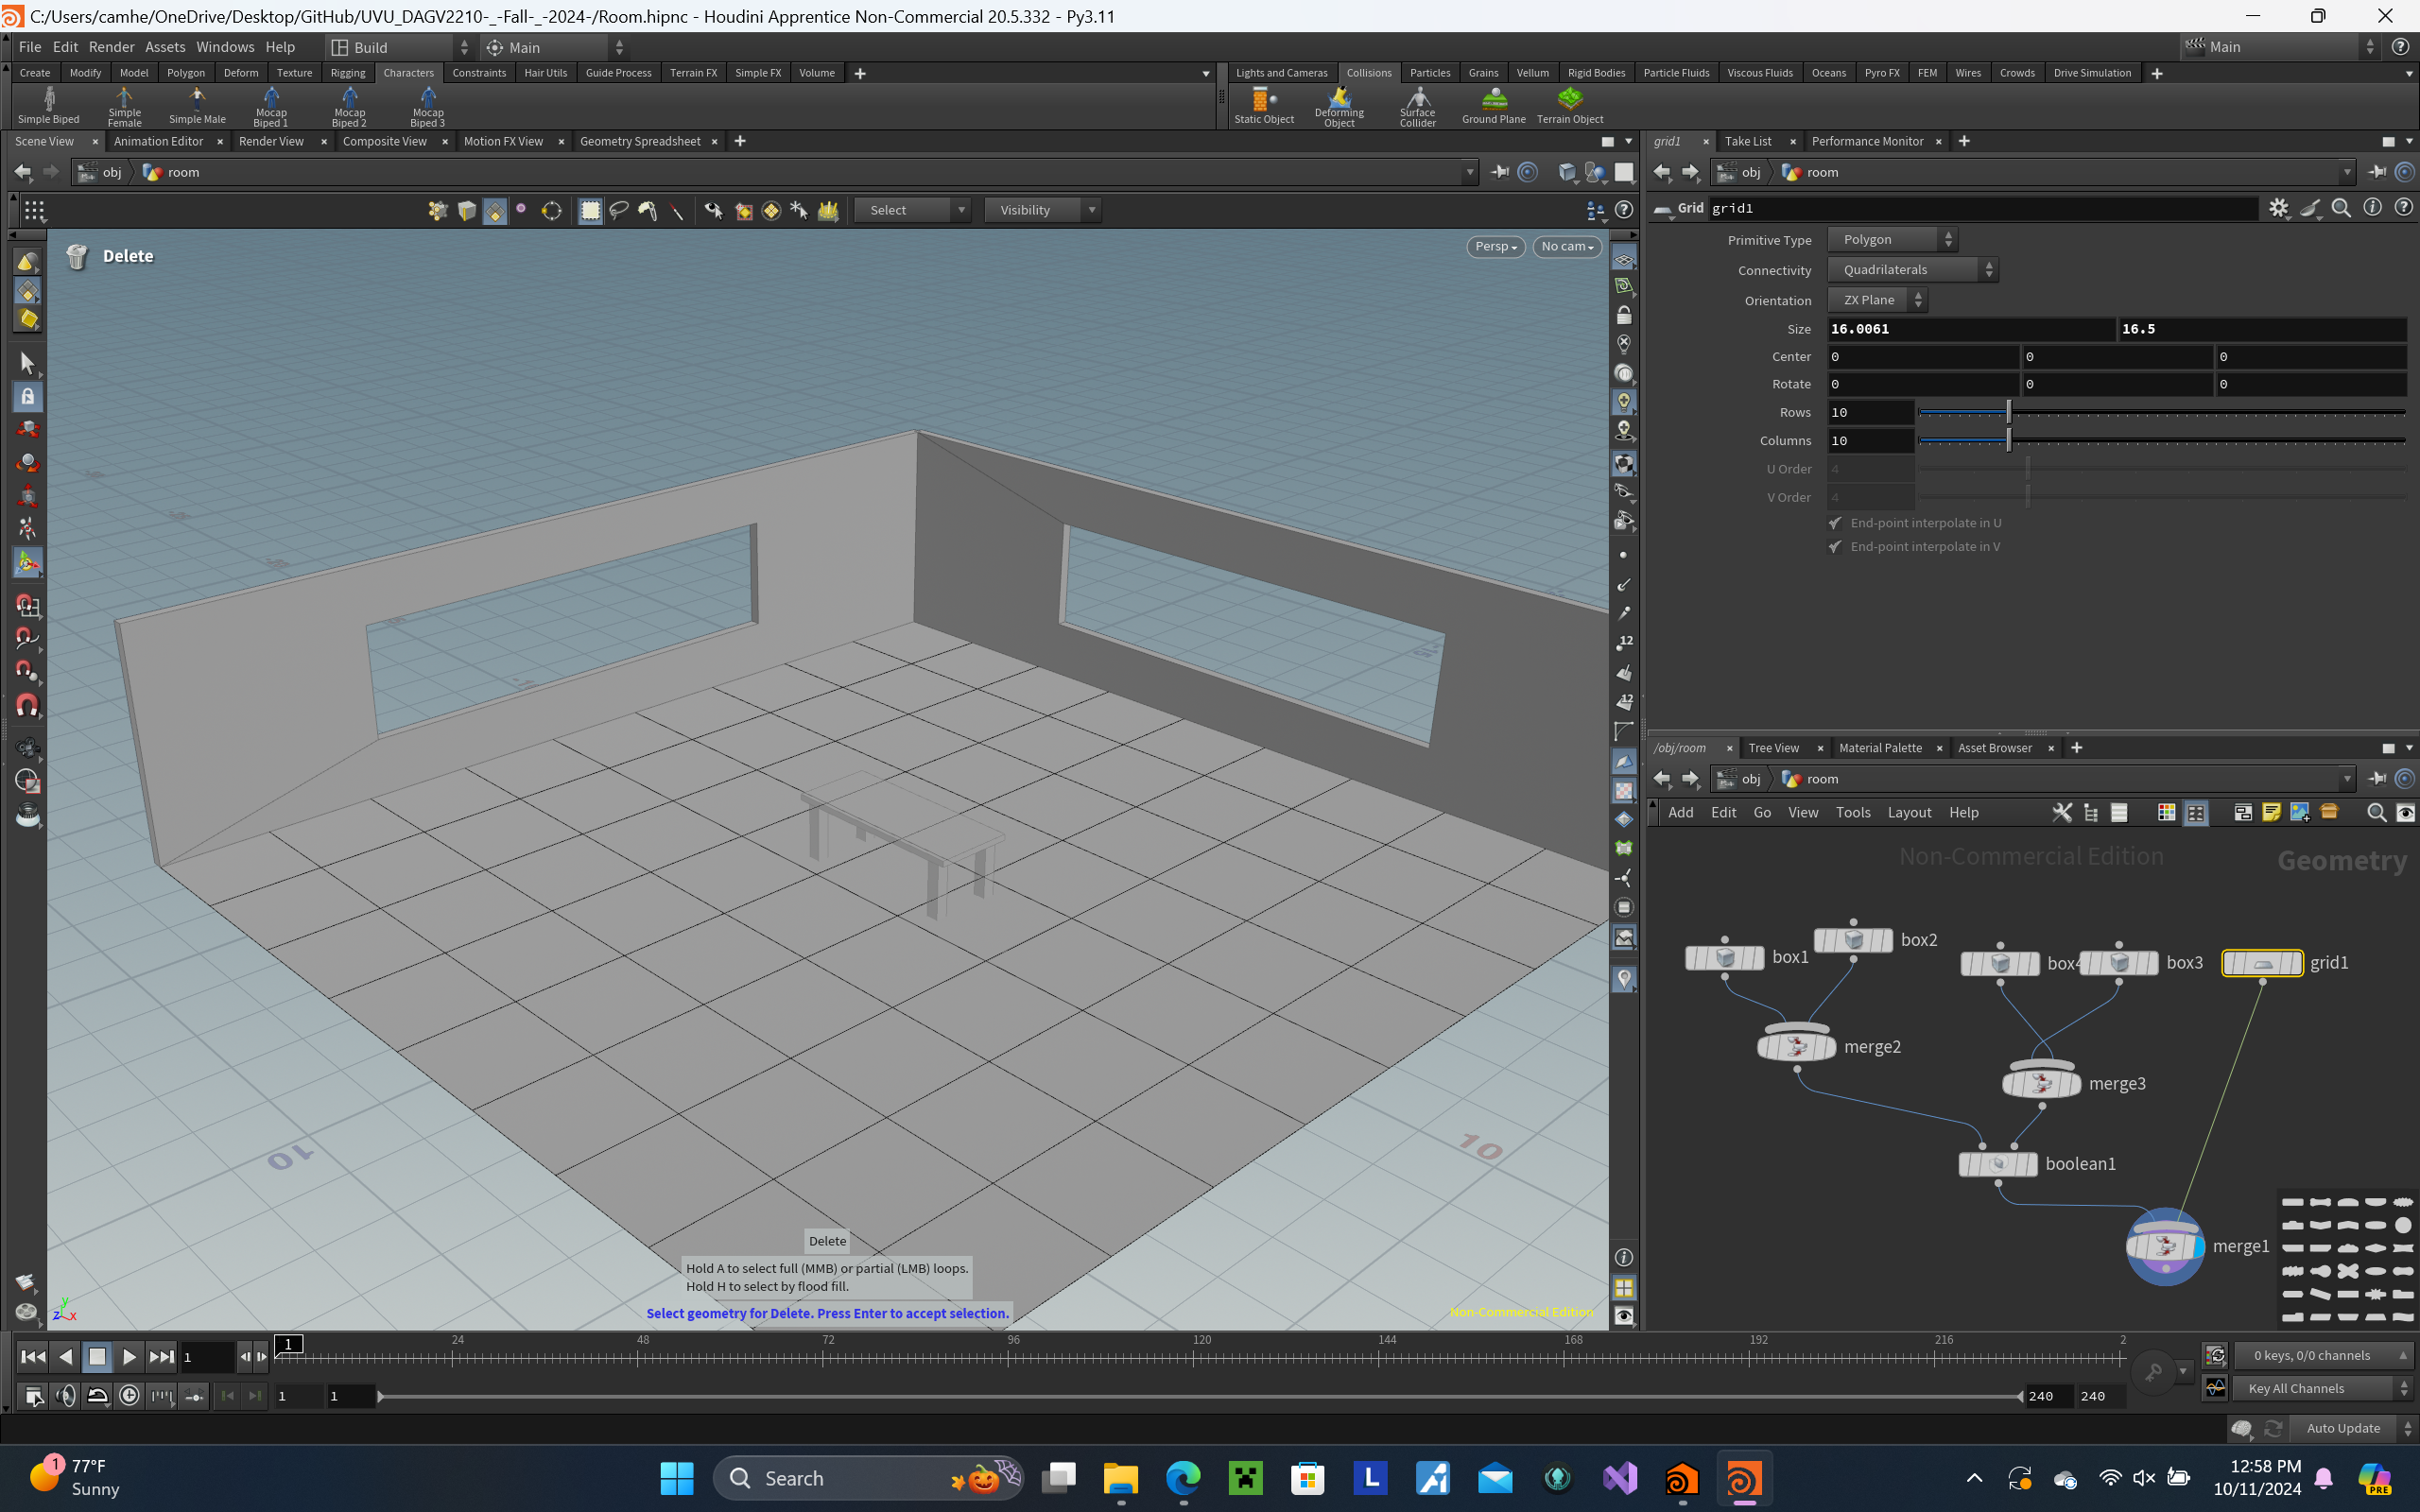 C:/Users/camhe/OneDrive/Desktop/GitHub/UVU_DAGV2210-_-Fall-_-2024-/Room.hipnc - Houdini Apprentice Non-Commercial 20.5.332 - Py3.11
File Edit Render Assets Windows Help Build Main Main
Create Modify Model Polygon Deform Texture Rigging Characters Constraints Hair Utils Guide Process Terrain FX Simple FX Volume
Lights and Cameras Collisions Particles Grains Vellum Rigid Bodies Particle Fluids Viscous Fluids Oceans Pyro FX FEM Wires Crowds Drive Simulation
Simple Biped
Simple Female
Simple Male
Mocap Biped 1
Mocap Biped 2
Mocap Biped 3
Static Object
Deforming Object
Surface Collider
Ground Plane
Terrain Object
Scene View Animation Editor Render View Composite View Motion FX View Geometry Spreadsheet
grid1 Take List Performance Monitor
obj room
obj room
Select Visibility
Grid grid1
Delete
Persp No cam
Primitive Type Polygon
Connectivity Quadrilaterals
Orientation ZX Plane
Size 16.0061 16.5
Center 0 0 0
Rotate 0 0 0
Rows 10
Columns 10
U Order 4
V Order 4
End-point interpolate in U
End-point interpolate in V
12
12
10
10
/obj/room Tree View Material Palette Asset Browser
obj room
Add Edit Go View Tools Layout Help
Non-Commercial Edition
Geometry
box1
box2
box4
box3
grid1
merge2
merge3
boolean1
merge1
Delete
Hold A to select full (MMB) or partial (LMB) loops.
Hold H to select by flood fill.
Select geometry for Delete. Press Enter to accept selection.
Non-Commercial Edition
z y x
1 1 24 48 72 96 120 144 168 192 216 2
0 keys, 0/0 channels
1 1 240 240
Key All Channels
Auto Update
1
77°F
Sunny
Search
L
PRE
12:58 PM
10/11/2024